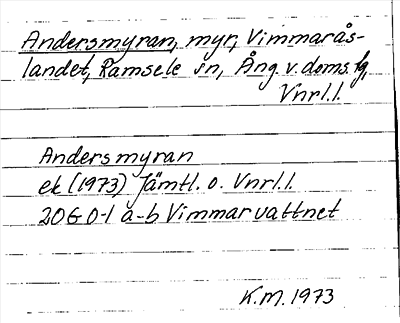 Andersmyran, myr, Vimmarås-
landet, Ramsele sn, Ång. v. doms. fg,
Vnrl.l.
Andersmyran
ek (1973) Jämtl. o. Vnrl.l.
20G 0-1 a-b Vimmarvattnet
K.M. 1973